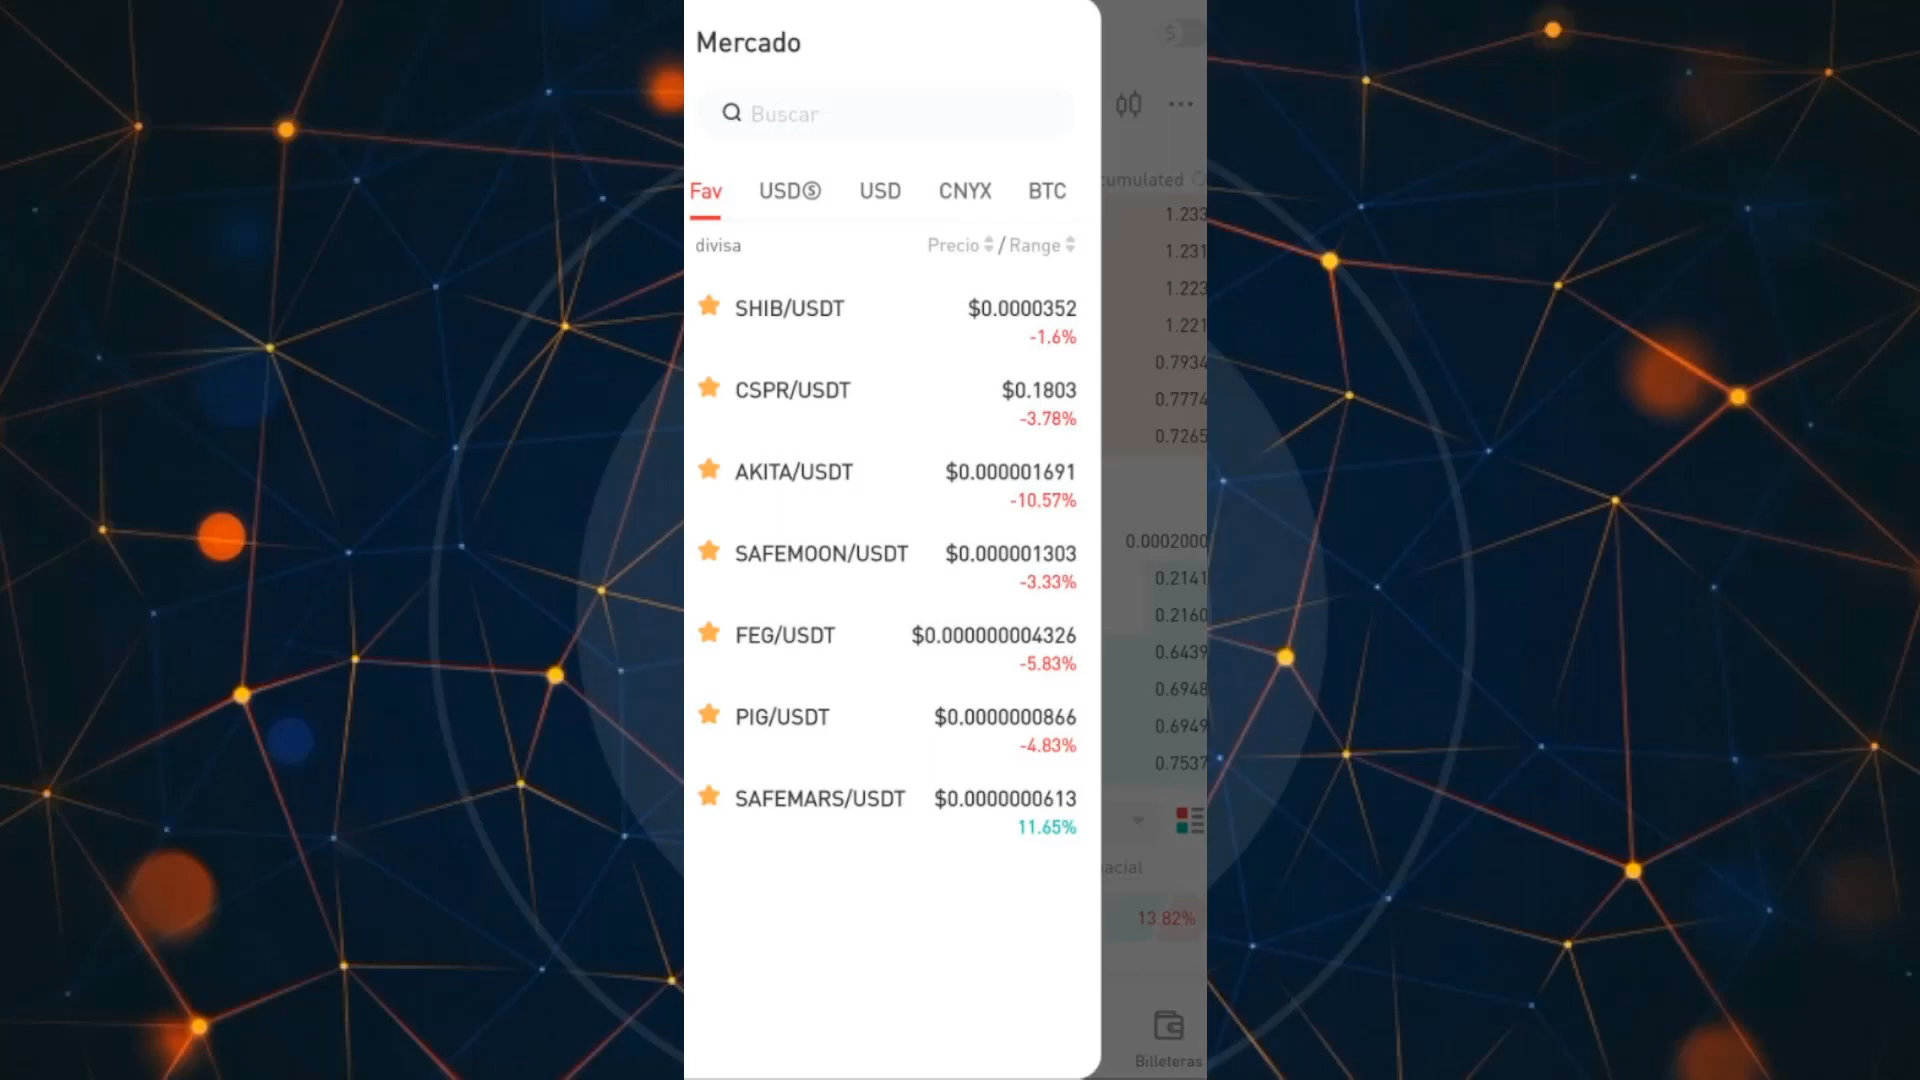 Mercado
Buscar
Fav USDⓈ USD CNYX BTC
divisa Precio / Range
SHIB/USDT $0.0000352
-1.6%
CSPR/USDT $0.1803
-3.78%
AKITA/USDT $0.000001691
-10.57%
SAFEMOON/USDT $0.000001303
-3.33%
FEG/USDT $0.000000004326
-5.83%
PIG/USDT $0.0000000866
-4.83%
SAFEMARS/USDT $0.0000000613
11.65%
$
cumulated
1.233
1.231
1.223
1.221
0.7934
0.7774
0.7265
0.0002000
0.2141
0.2160
0.6439
0.6948
0.6949
0.7537
acial
13.82%
Billeteras